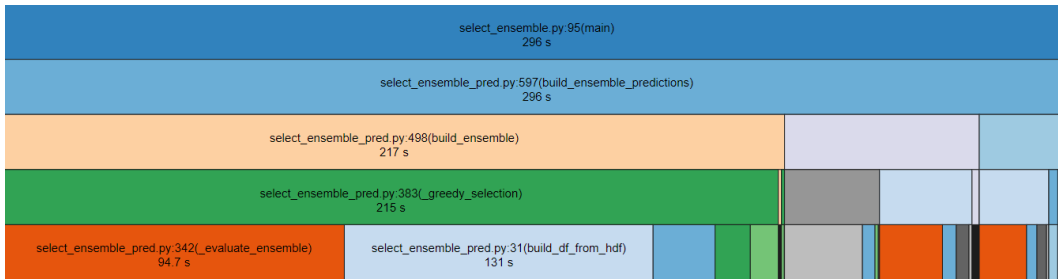 select_ensemble.py:95(main)
296 s
select_ensemble_pred.py:597(build_ensemble_predictions)
296 s
select_ensemble_pred.py:498(build_ensemble)
217 s
select_ensemble_pred.py:383(_greedy_selection)
215 s
select_ensemble_pred.py:342(_evaluate_ensemble)
94.7 s
select_ensemble_pred.py:31(build_df_from_hdf)
131 s